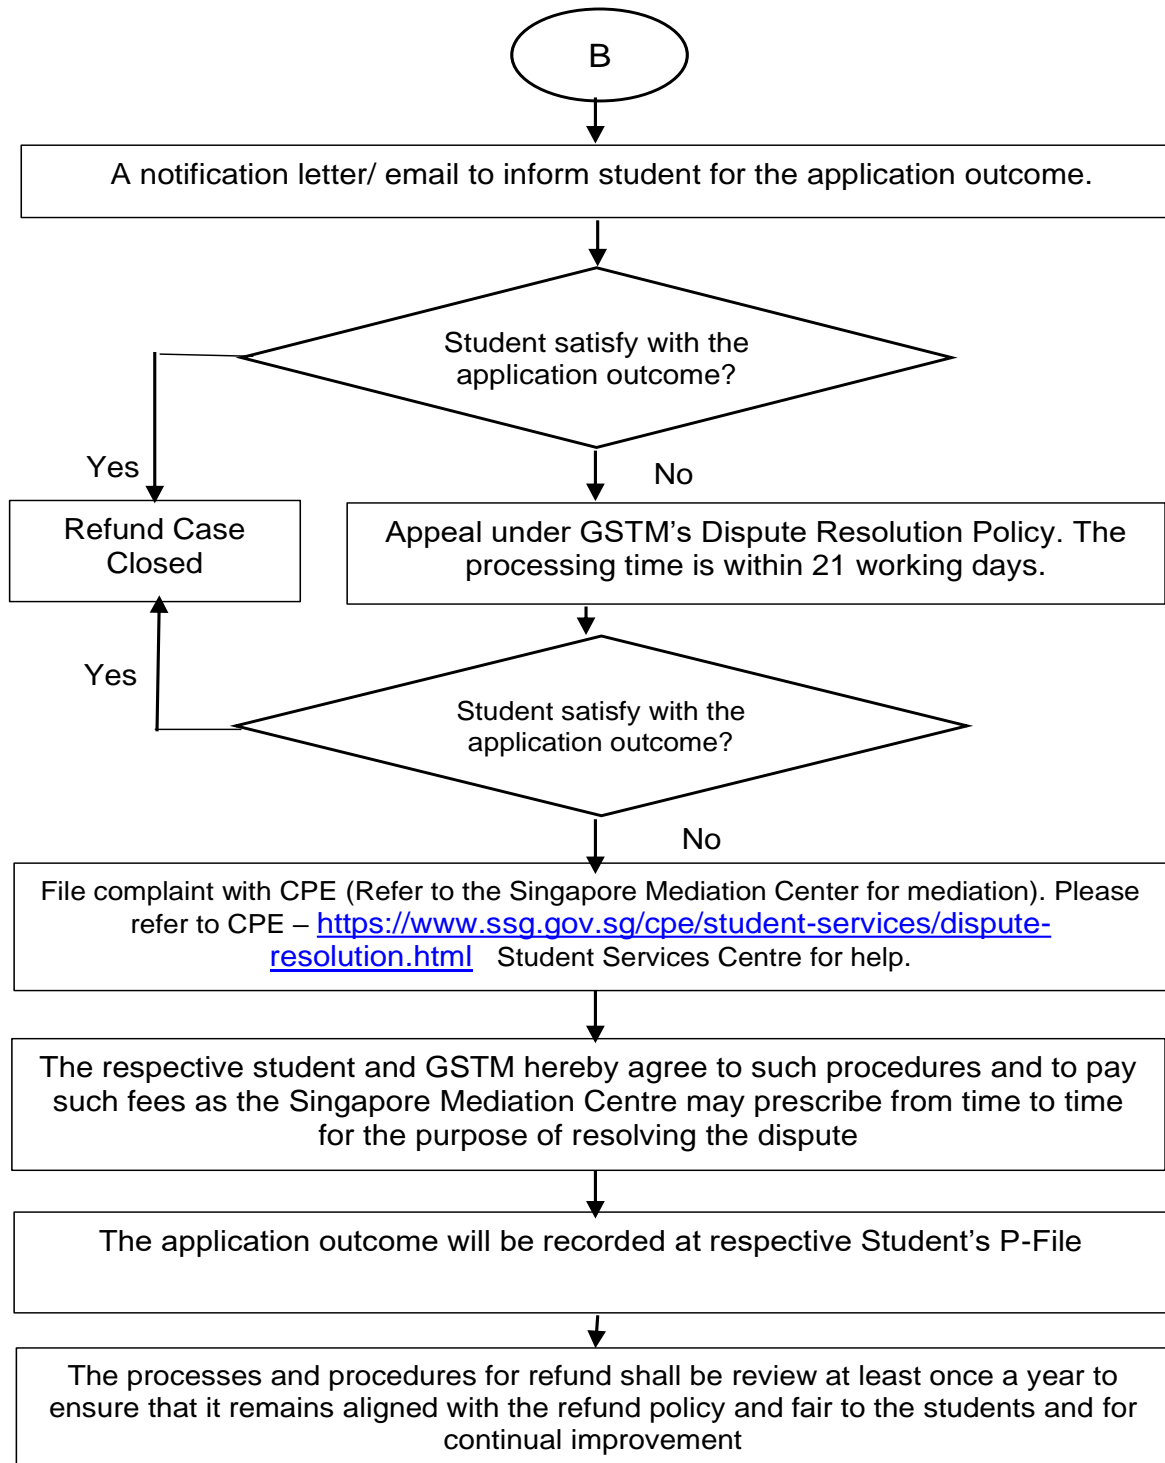 B
A notification letter/ email to inform student for the application outcome.
Student satisfy with the
application outcome?
Yes
No
Refund Case
Closed
Appeal under GSTM’s Dispute Resolution Policy. The
processing time is within 21 working days.
Yes
Student satisfy with the
application outcome?
No
File complaint with CPE (Refer to the Singapore Mediation Center for mediation). Please
refer to CPE – https://www.ssg.gov.sg/cpe/student-services/dispute-
resolution.html Student Services Centre for help.
The respective student and GSTM hereby agree to such procedures and to pay
such fees as the Singapore Mediation Centre may prescribe from time to time
for the purpose of resolving the dispute
The application outcome will be recorded at respective Student’s P-File
The processes and procedures for refund shall be review at least once a year to
ensure that it remains aligned with the refund policy and fair to the students and for
continual improvement